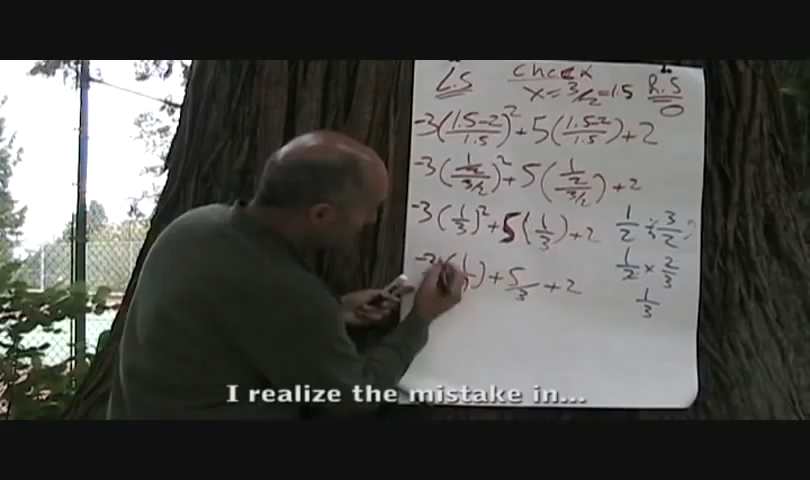 L.S check R.S
x = 3/2 = 1.5 0
-3((1.5-2)/1.5)² + 5((1.5-2)/1.5) + 2
-3((1/2)/(3/2))² + 5((1/2)/(3/2)) + 2
-3(1/3)² + 5(1/3) + 2 1/2 ÷ 3/2
-3(1/ ) + 5/3 + 2 1/2 × 2/3
1/3
I realize the mistake in...